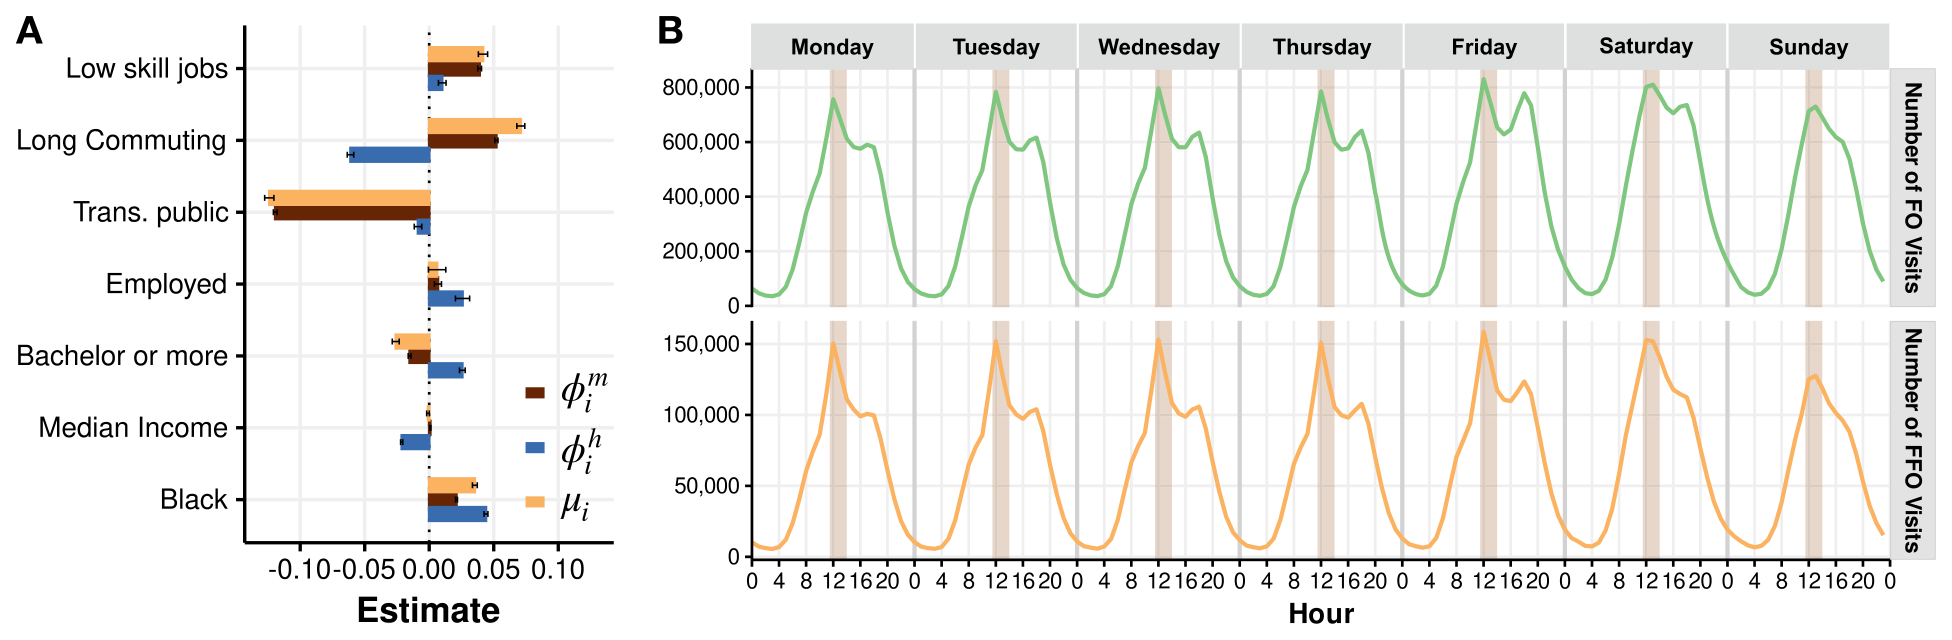 A
Low skill jobs
Long Commuting
Trans. public
Employed
Bachelor or more
Median Income
Black
ϕᵢᵐ
ϕᵢʰ
μᵢ
-0.10 -0.05 0.00 0.05 0.10
Estimate
B
Monday Tuesday Wednesday Thursday Friday Saturday Sunday
800,000
600,000
400,000
200,000
0
Number of FO Visits
150,000
100,000
50,000
0
Number of FFO Visits
0 4 8 12 16 20 0 4 8 12 16 20 0 4 8 12 16 20 0 4 8 12 16 20 0 4 8 12 16 20 0 4 8 12 16 20 0 4 8 12 16 20 0
Hour